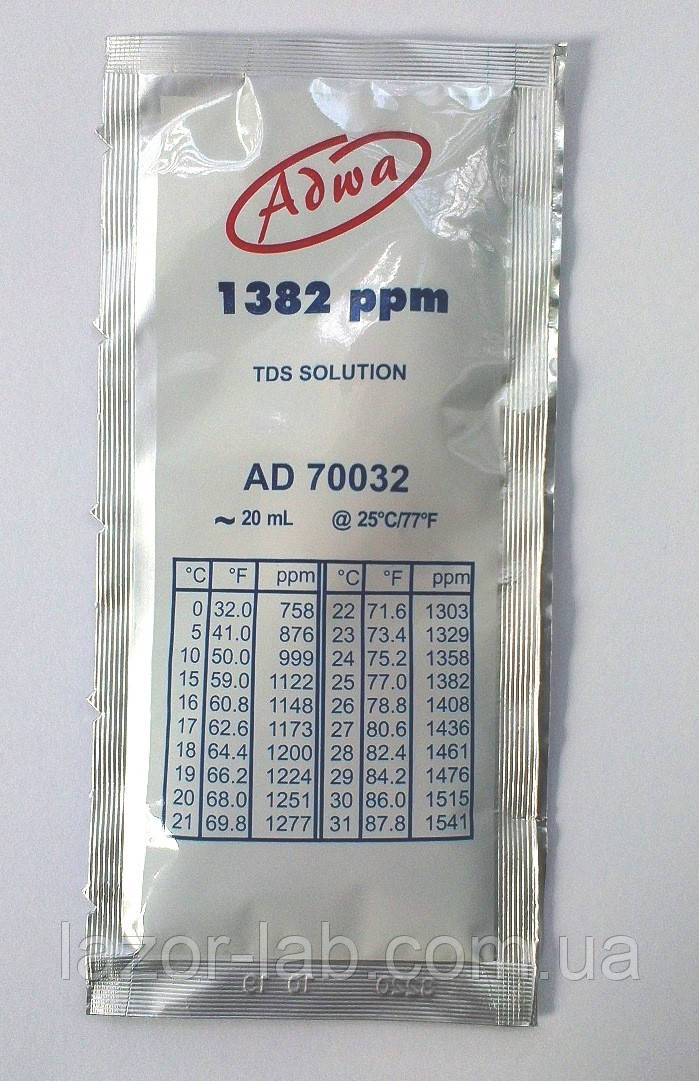 Adwa
1382 ppm
TDS SOLUTION
AD 70032
~ 20 mL @ 25°C/77°F
°C °F ppm °C °F ppm
0 32.0 758 22 71.6 1303
5 41.0 876 23 73.4 1329
10 50.0 999 24 75.2 1358
15 59.0 1122 25 77.0 1382
16 60.8 1148 26 78.8 1408
17 62.6 1173 27 80.6 1436
18 64.4 1200 28 82.4 1461
19 66.2 1224 29 84.2 1476
20 68.0 1251 30 86.0 1515
21 69.8 1277 31 87.8 1541
lazor-lab.com.ua